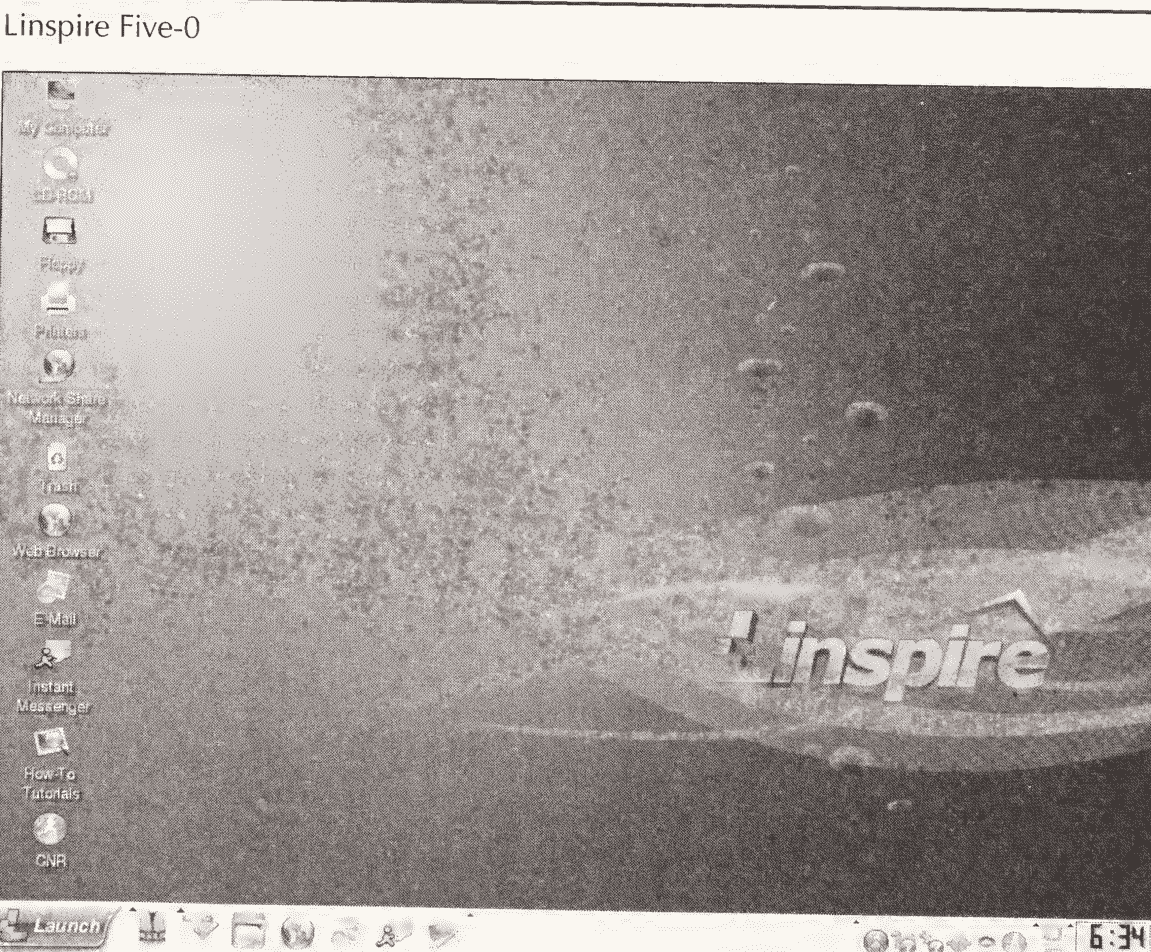 Linspire Five-0
My Computer
CD-ROM
Floppy
Printers
Network Share
Manager
Trash
Web Browser
E-Mail
Instant
Messenger
How-To
Tutorials
CNR
Linspire
Launch
6:34